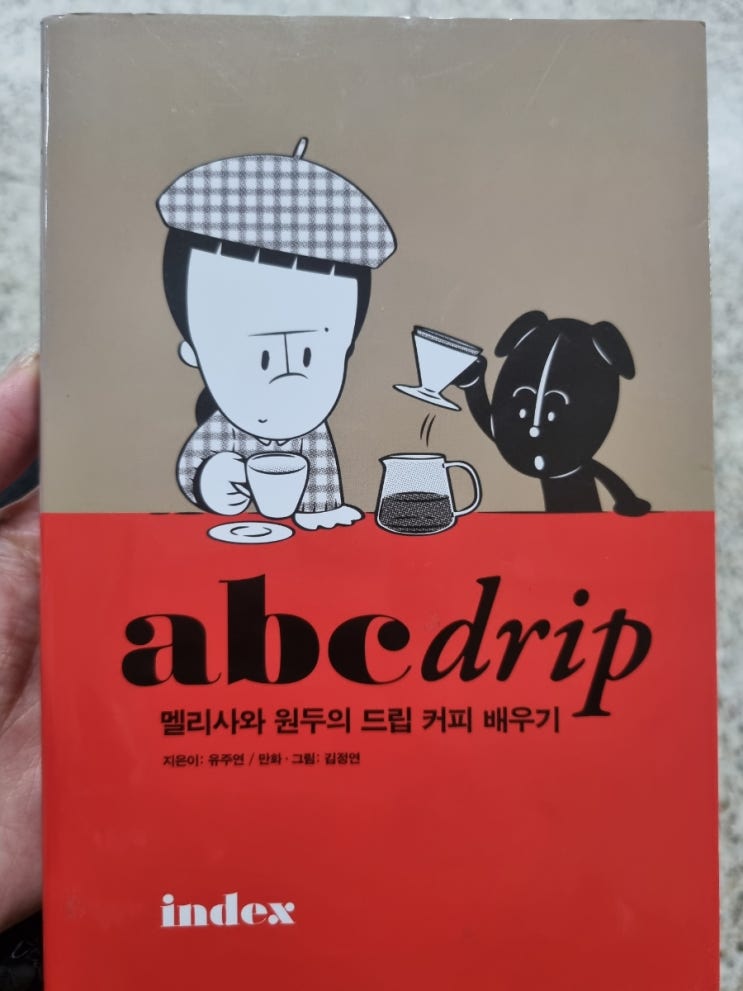 abcdrip
멜리사와 원두의 드립 커피 배우기
지은이: 유주연 / 만화 · 그림: 김정연
index